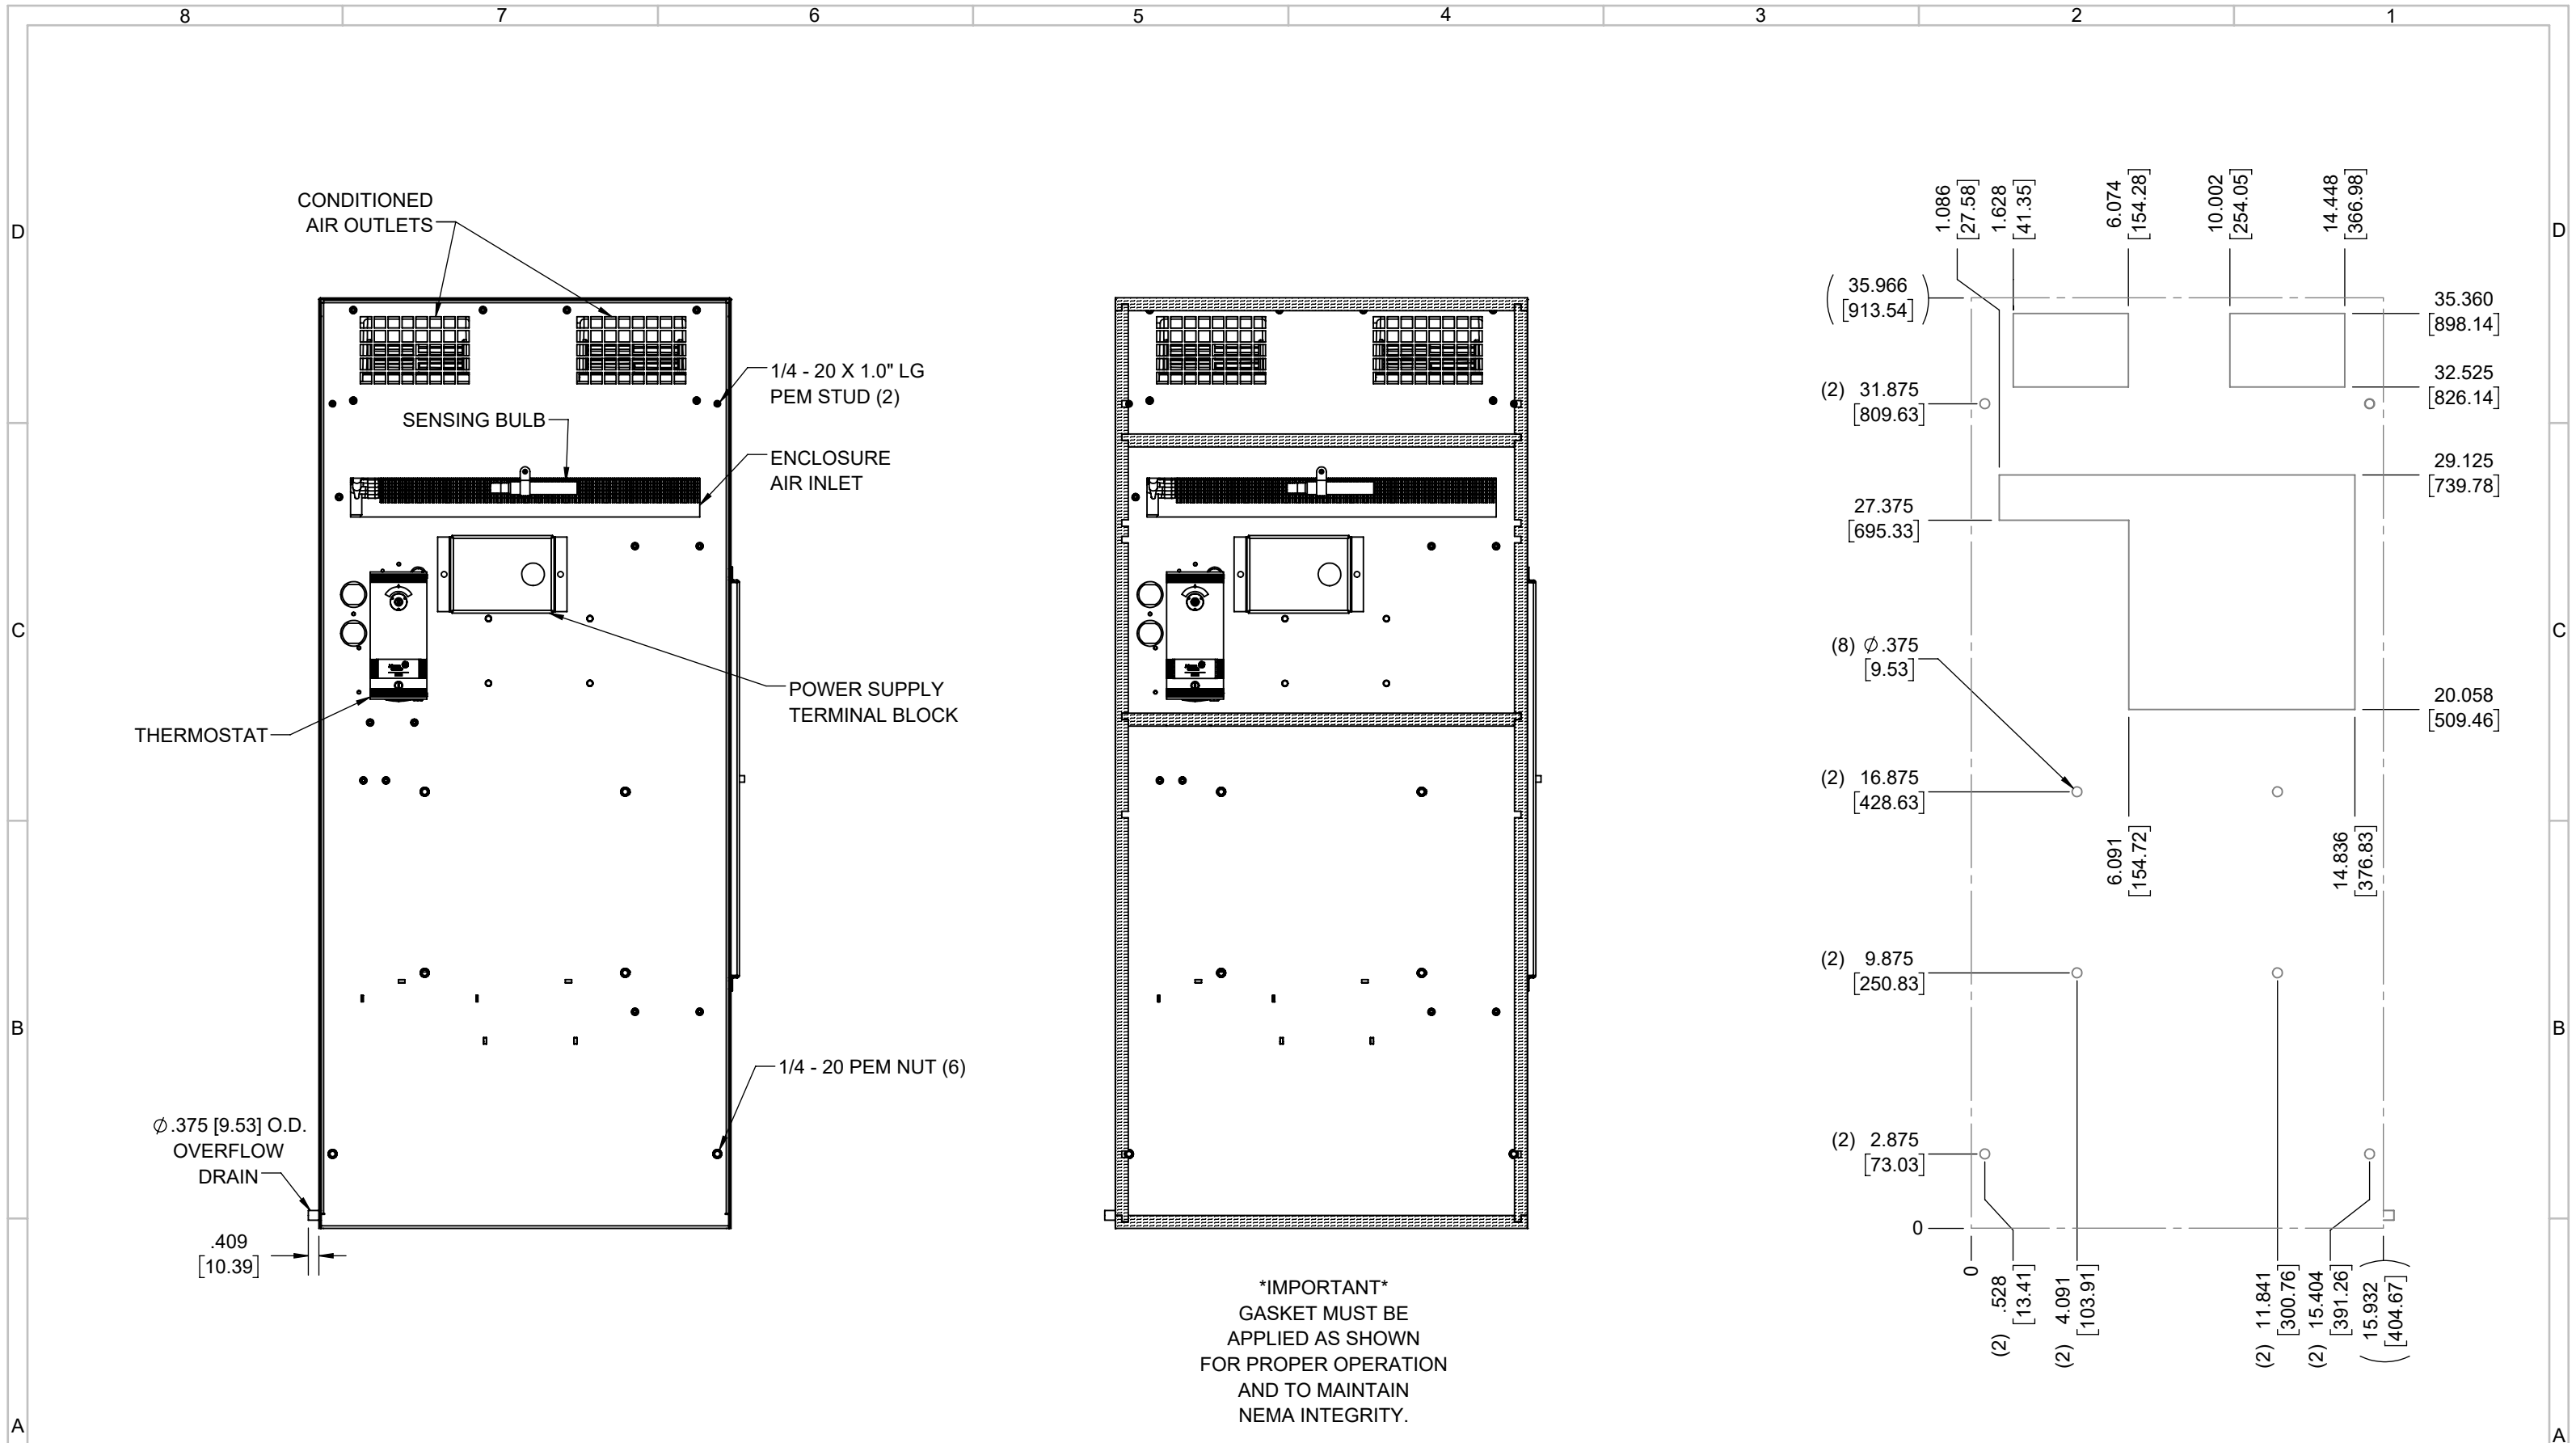 8 7 6 5 4 3 2 1
D
C
B
A
D
C
B
A
CONDITIONED
AIR OUTLETS
1/4 - 20 X 1.0" LG
PEM STUD (2)
SENSING BULB
ENCLOSURE
AIR INLET
POWER SUPPLY
TERMINAL BLOCK
THERMOSTAT
1/4 - 20 PEM NUT (6)
Ø.375 [9.53] O.D.
OVERFLOW
DRAIN
.409
[10.39]
*IMPORTANT*
GASKET MUST BE
APPLIED AS SHOWN
FOR PROPER OPERATION
AND TO MAINTAIN
NEMA INTEGRITY.
1.086
[27.58]
1.628
[41.35]
6.074
[154.28]
10.002
[254.05]
14.448
[366.98]
(35.966
[913.54])
35.360
[898.14]
(2) 31.875
[809.63]
32.525
[826.14]
29.125
[739.78]
27.375
[695.33]
(8) Ø.375
[9.53]
20.058
[509.46]
(2) 16.875
[428.63]
6.091
[154.72]
14.836
[376.83]
(2) 9.875
[250.83]
(2) 2.875
[73.03]
0
0
(2) .528
[13.41]
(2) 4.091
[103.91]
(2) 11.841
[300.76]
(2) 15.404
[391.26]
(15.932
[404.67])